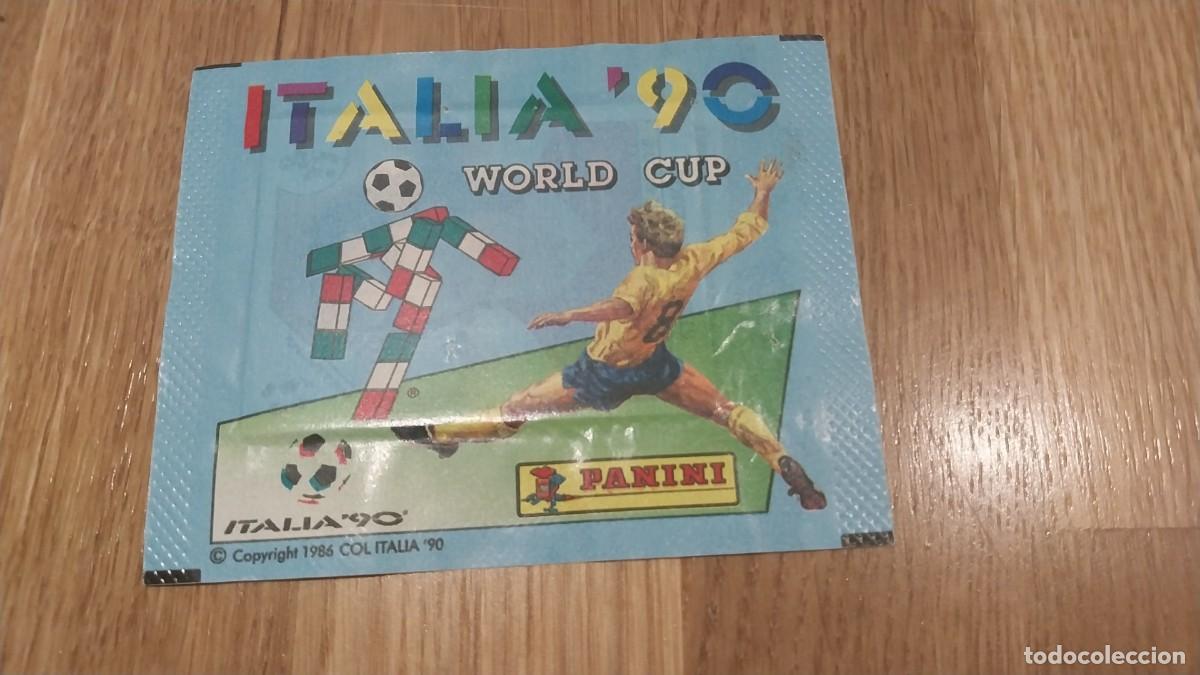 ITALIA '90
WORLD CUP
8
®
PANINI
ITALIA'90
© Copyright 1986 COL ITALIA '90
todocoleccion